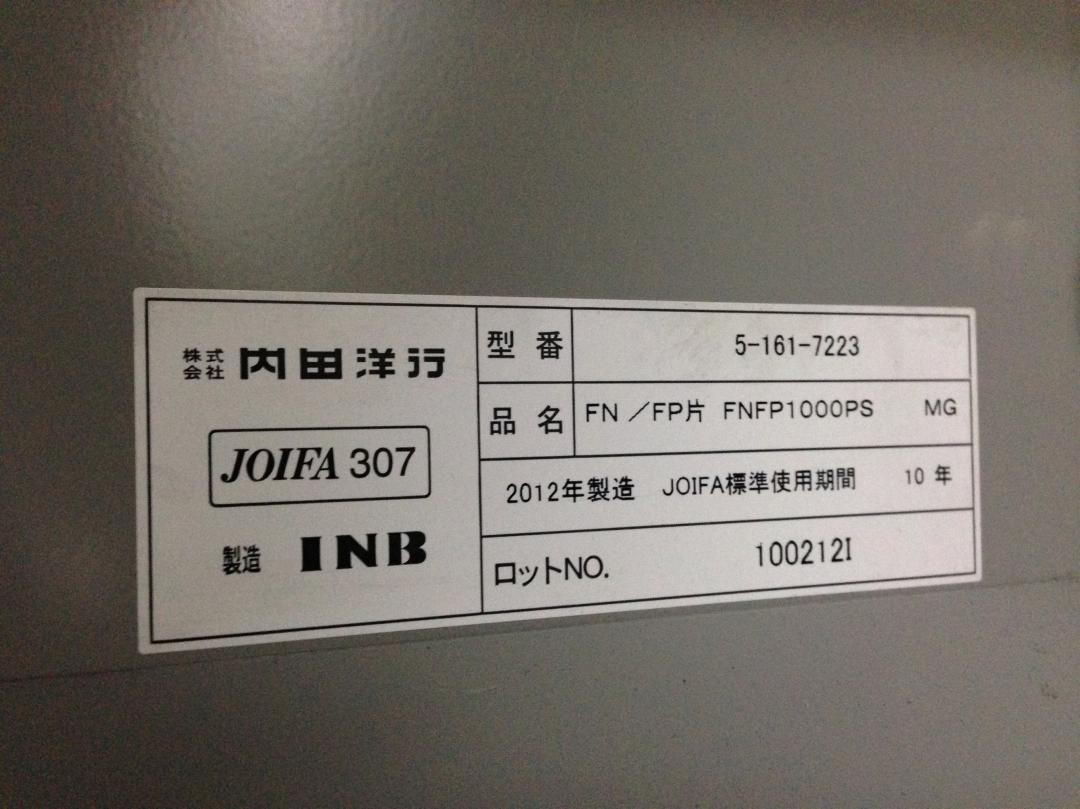 株式会社 内田洋行
JOIFA 307
製造 INB
型番 5-161-7223
品名 FN ／FP片 FNFP1000PS MG
2012年製造 JOIFA標準使用期間 10年
ロットNO. 100212I